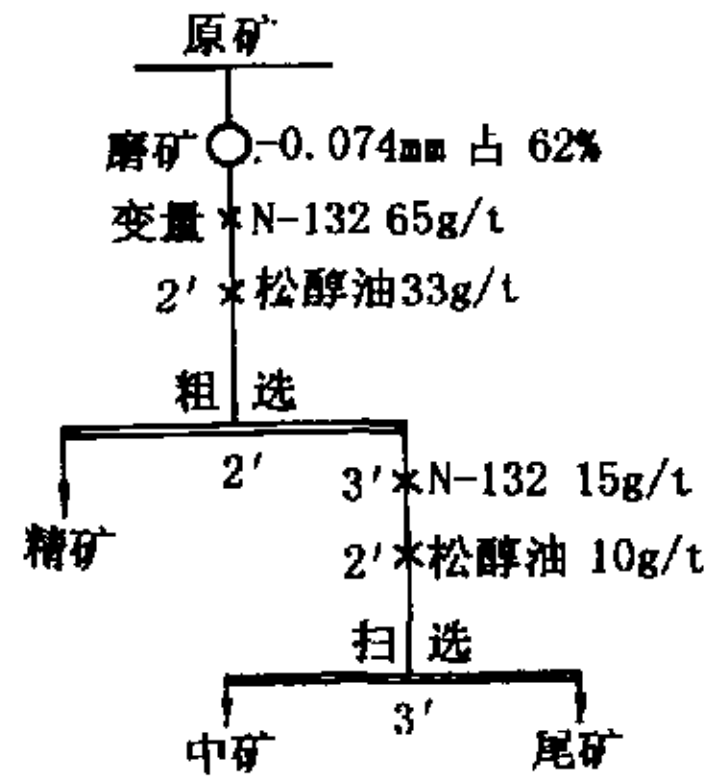 原矿
磨矿 -0.074mm 占 62%
变量 N-132 65g/t
2′ 松醇油33g/t
粗 选
2′
精矿
3′ N-132 15g/t
2′ 松醇油 10g/t
扫 选
3′
中矿
尾矿